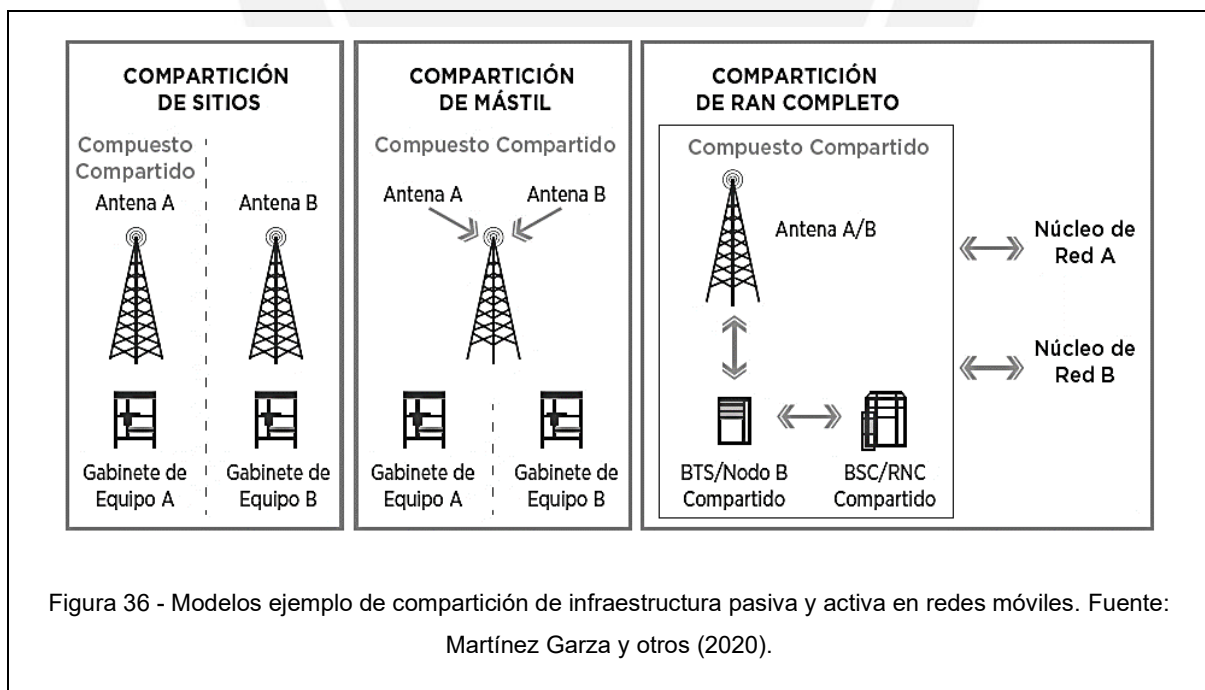 COMPARTICIÓN
DE SITIOS
Compuesto
Compartido
Antena A
Antena B
Gabinete de
Equipo A
Gabinete de
Equipo B
COMPARTICIÓN
DE MÁSTIL
Compuesto Compartido
Antena A
Antena B
Gabinete de
Equipo A
Gabinete de
Equipo B
COMPARTICIÓN
DE RAN COMPLETO
Compuesto Compartido
Antena A/B
BTS/Nodo B
Compartido
BSC/RNC
Compartido
Núcleo de
Red A
Núcleo de
Red B
Figura 36 - Modelos ejemplo de compartición de infraestructura pasiva y activa en redes móviles. Fuente:
Martínez Garza y otros (2020).